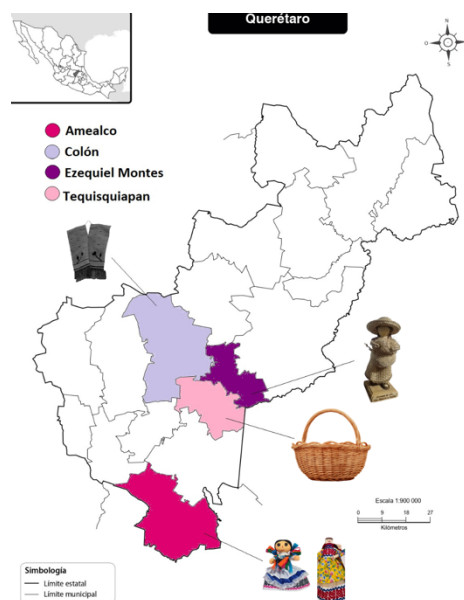 Querétaro
N
O
E
S
Amealco
Colón
Ezequiel Montes
Tequisquiapan
Escala 1:900 000
0 9 18 27
Kilómetros
Simbología
Límite estatal
Límite municipal